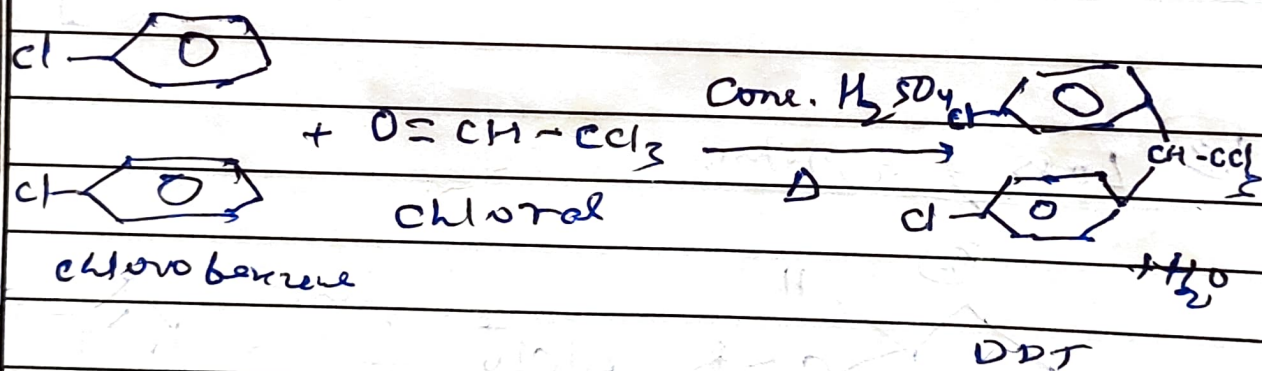 Cl
Conc. H2SO4 Cl
+ O=CH-CCl3
CH-CCl3
Cl
chloral
Δ
Cl
chlorobenzene
+H2O
DDT